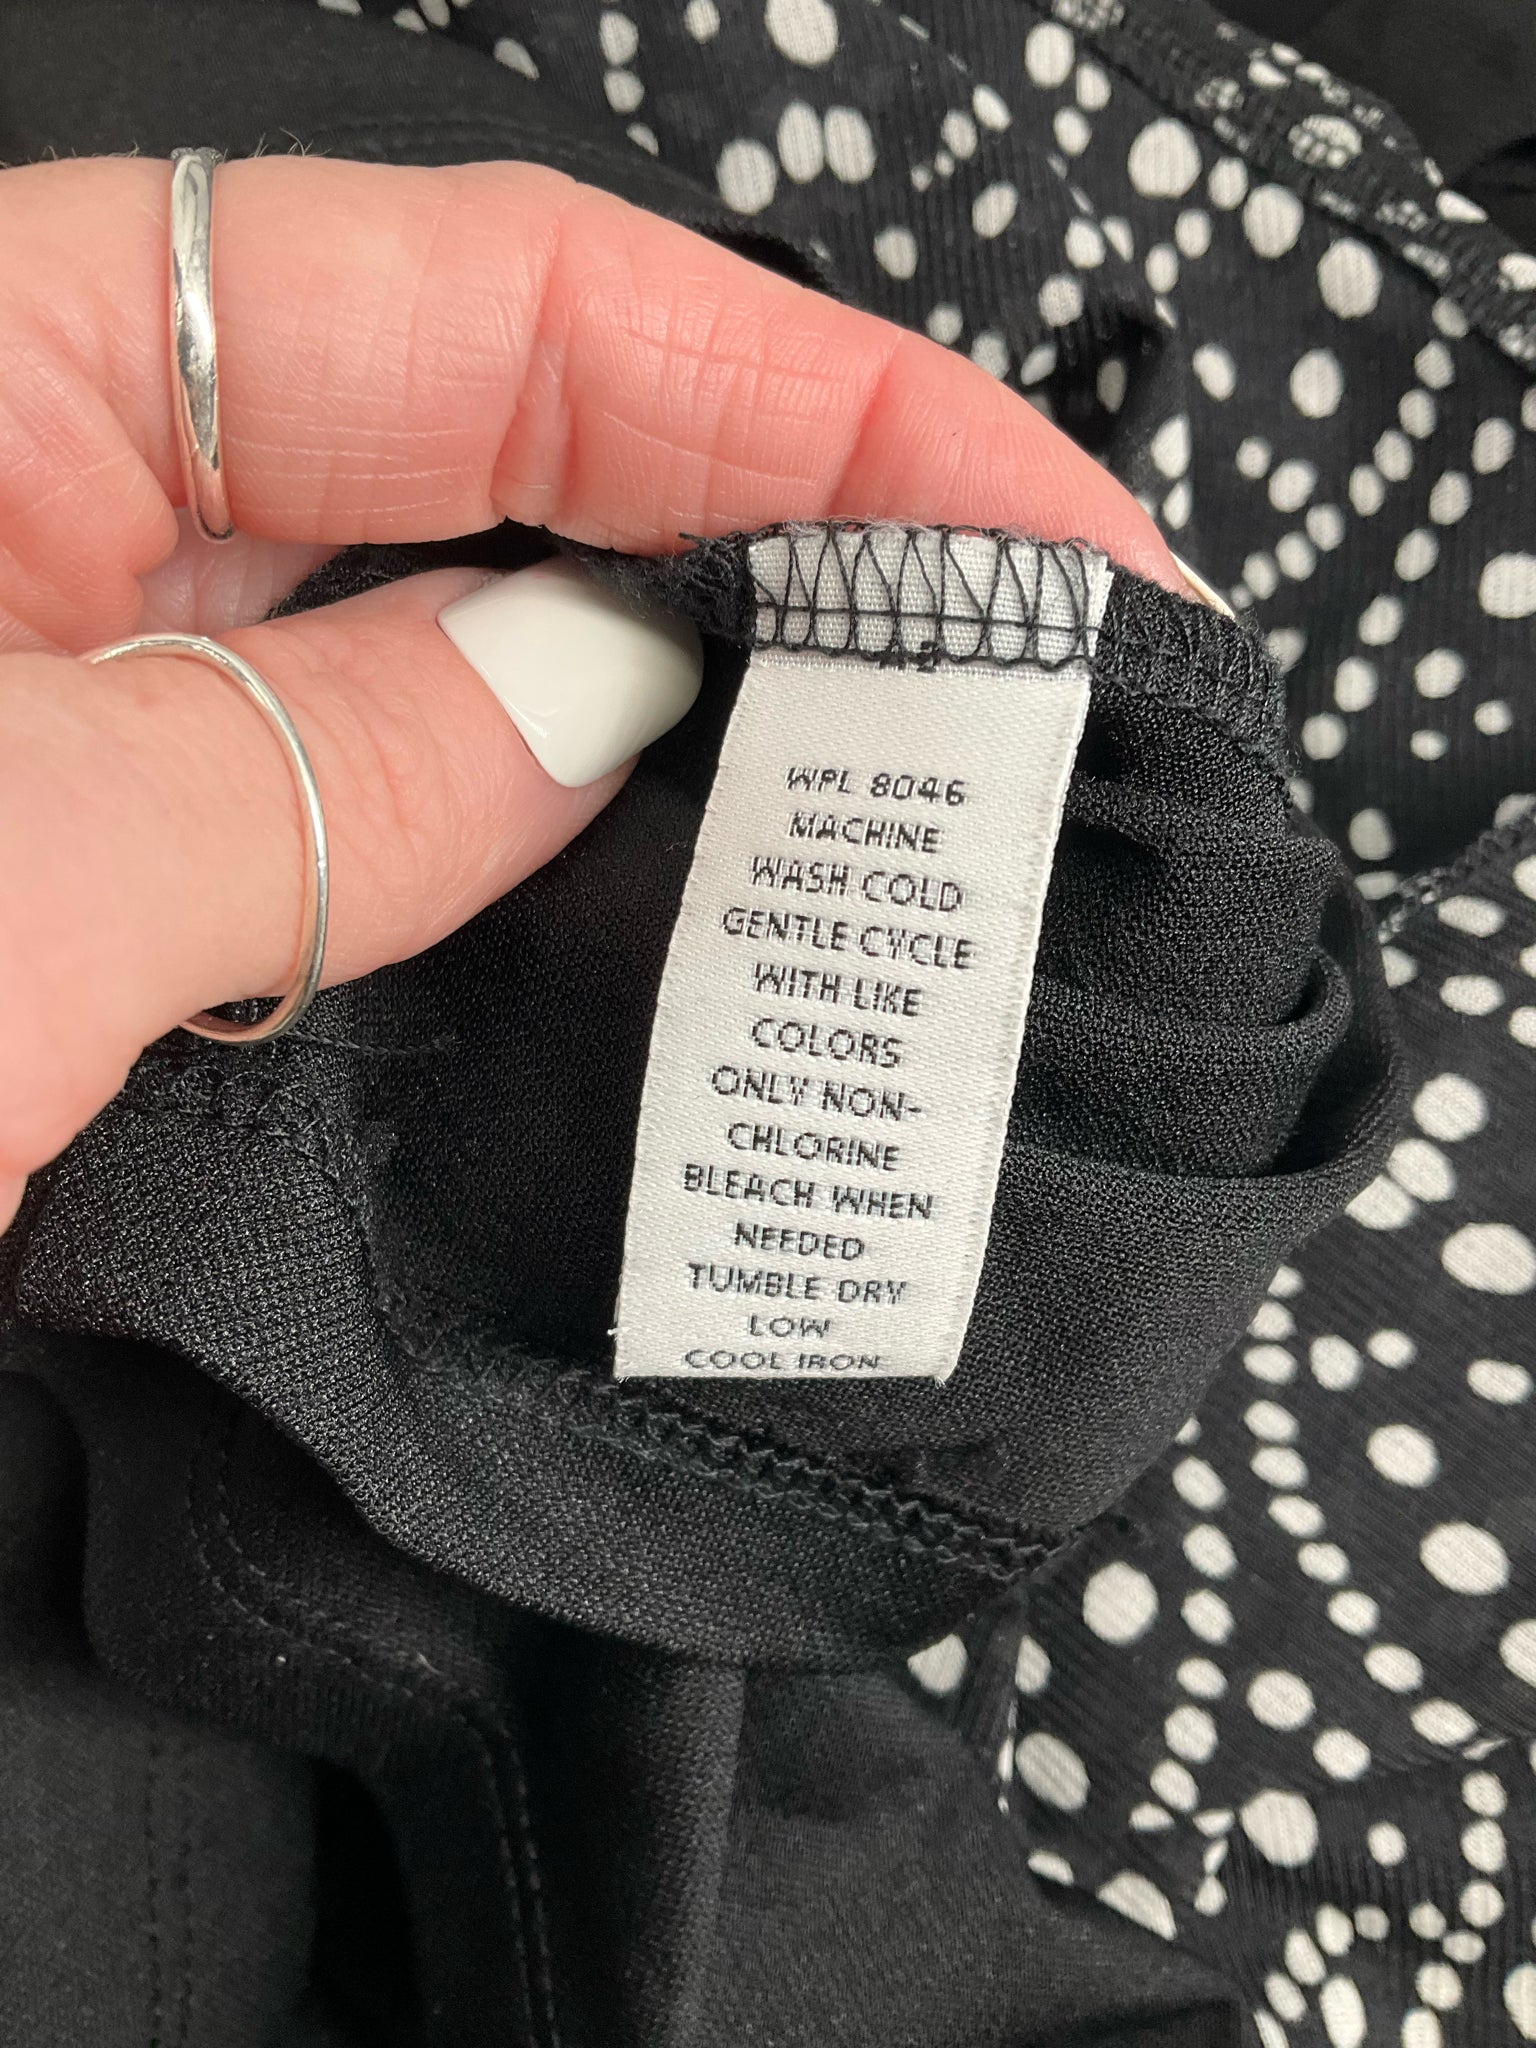 WPL 8046
MACHINE
WASH COLD
GENTLE CYCLE
WITH LIKE
COLORS
ONLY NON-
CHLORINE
BLEACH WHEN
NEEDED
TUMBLE DRY
LOW
COOL IRON